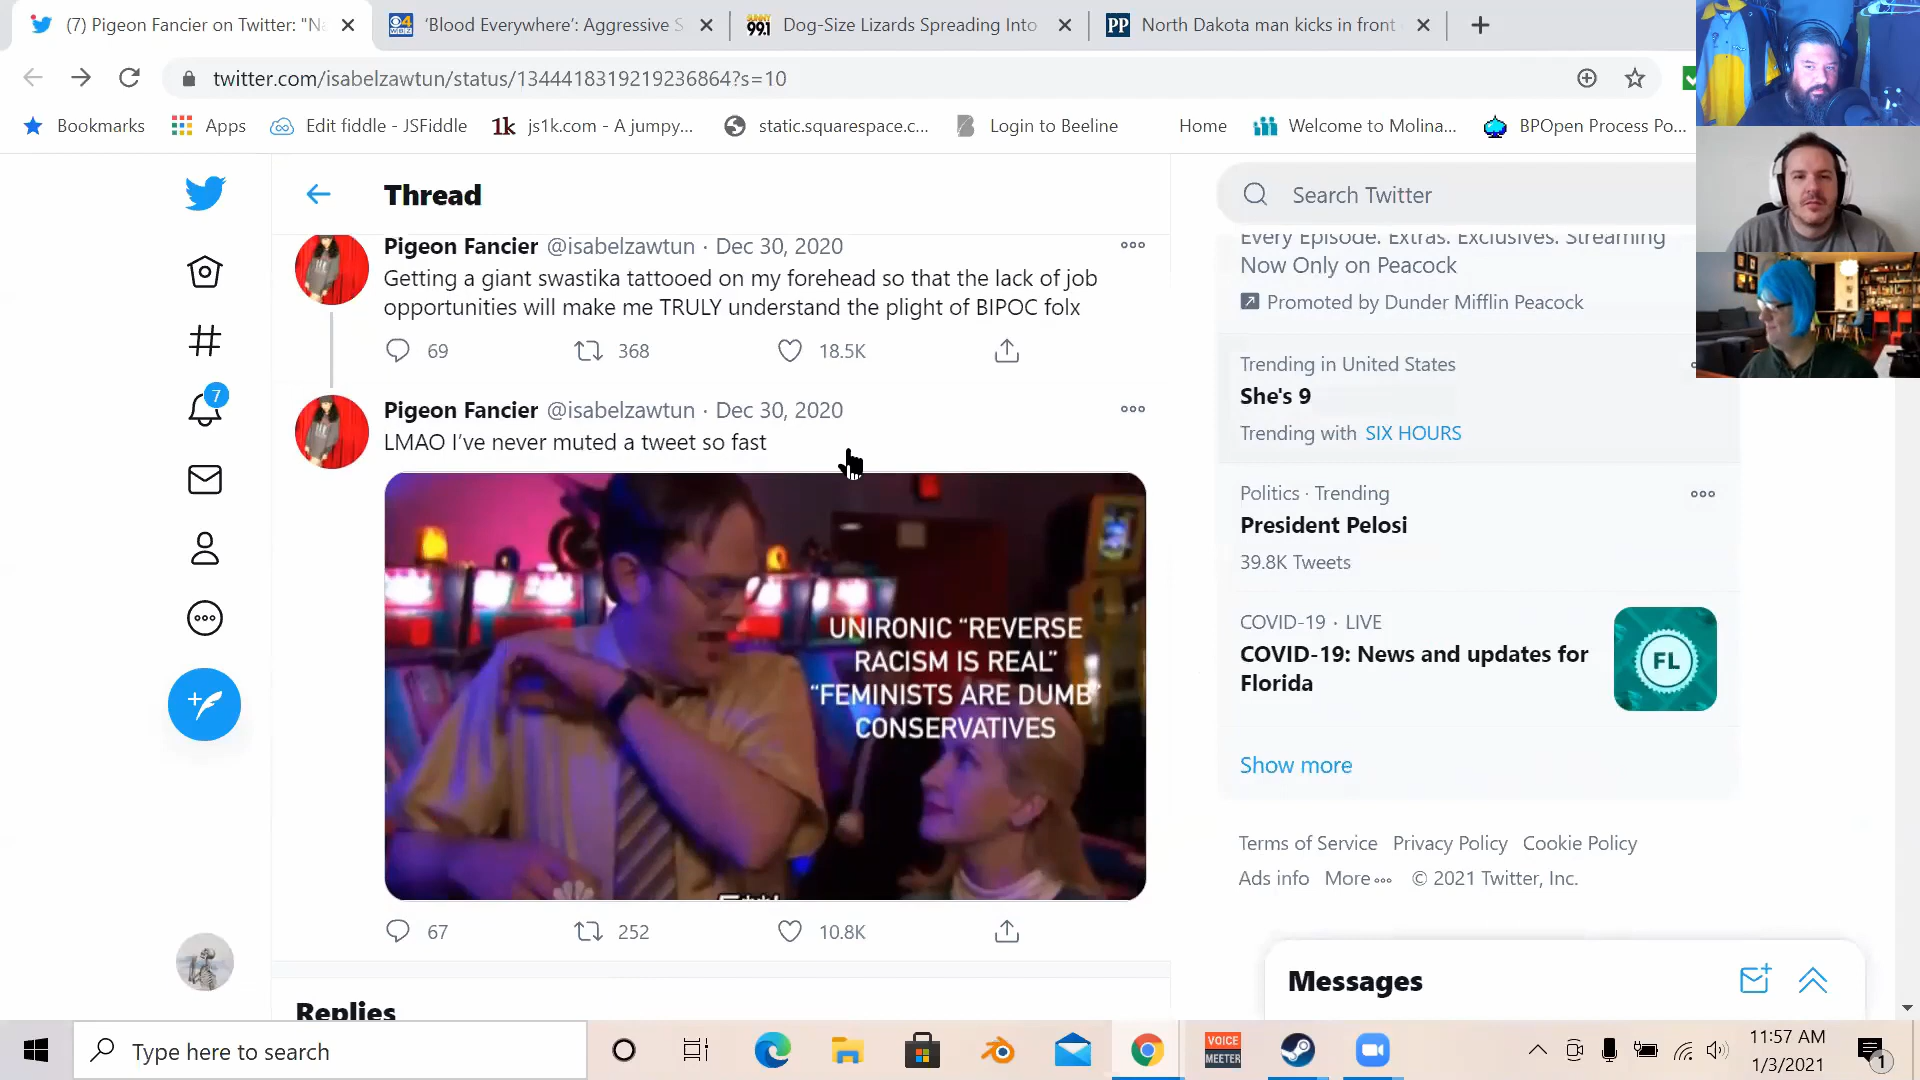 (7) Pigeon Fancier on Twitter: "Na
'Blood Everywhere': Aggressive S
Dog-Size Lizards Spreading Into
PP North Dakota man kicks in front
twitter.com/isabelzawtun/status/1344418319219236864?s=10
Bookmarks
Apps
Edit fiddle - JSFiddle
1k js1k.com - A jumpy...
static.squarespace.c...
Login to Beeline
Home
Welcome to Molina...
BPOpen Process Po...
Thread
Search Twitter
Pigeon Fancier @isabelzawtun · Dec 30, 2020
Getting a giant swastika tattooed on my forehead so that the lack of job
opportunities will make me TRULY understand the plight of BIPOC folx
69 368 18.5K
Pigeon Fancier @isabelzawtun · Dec 30, 2020
LMAO I've never muted a tweet so fast
UNIRONIC "REVERSE
RACISM IS REAL"
"FEMINISTS ARE DUMB"
CONSERVATIVES
67 252 10.8K
Replies
7
Every Episode. Extras. Exclusives. Streaming
Now Only on Peacock
Promoted by Dunder Mifflin Peacock
Trending in United States
She's 9
Trending with SIX HOURS
Politics · Trending
President Pelosi
39.8K Tweets
COVID-19 · LIVE
COVID-19: News and updates for
Florida
FL
Show more
Terms of Service Privacy Policy Cookie Policy
Ads info More © 2021 Twitter, Inc.
Messages
Type here to search
VOICE
MEETER
11:57 AM
1/3/2021
1